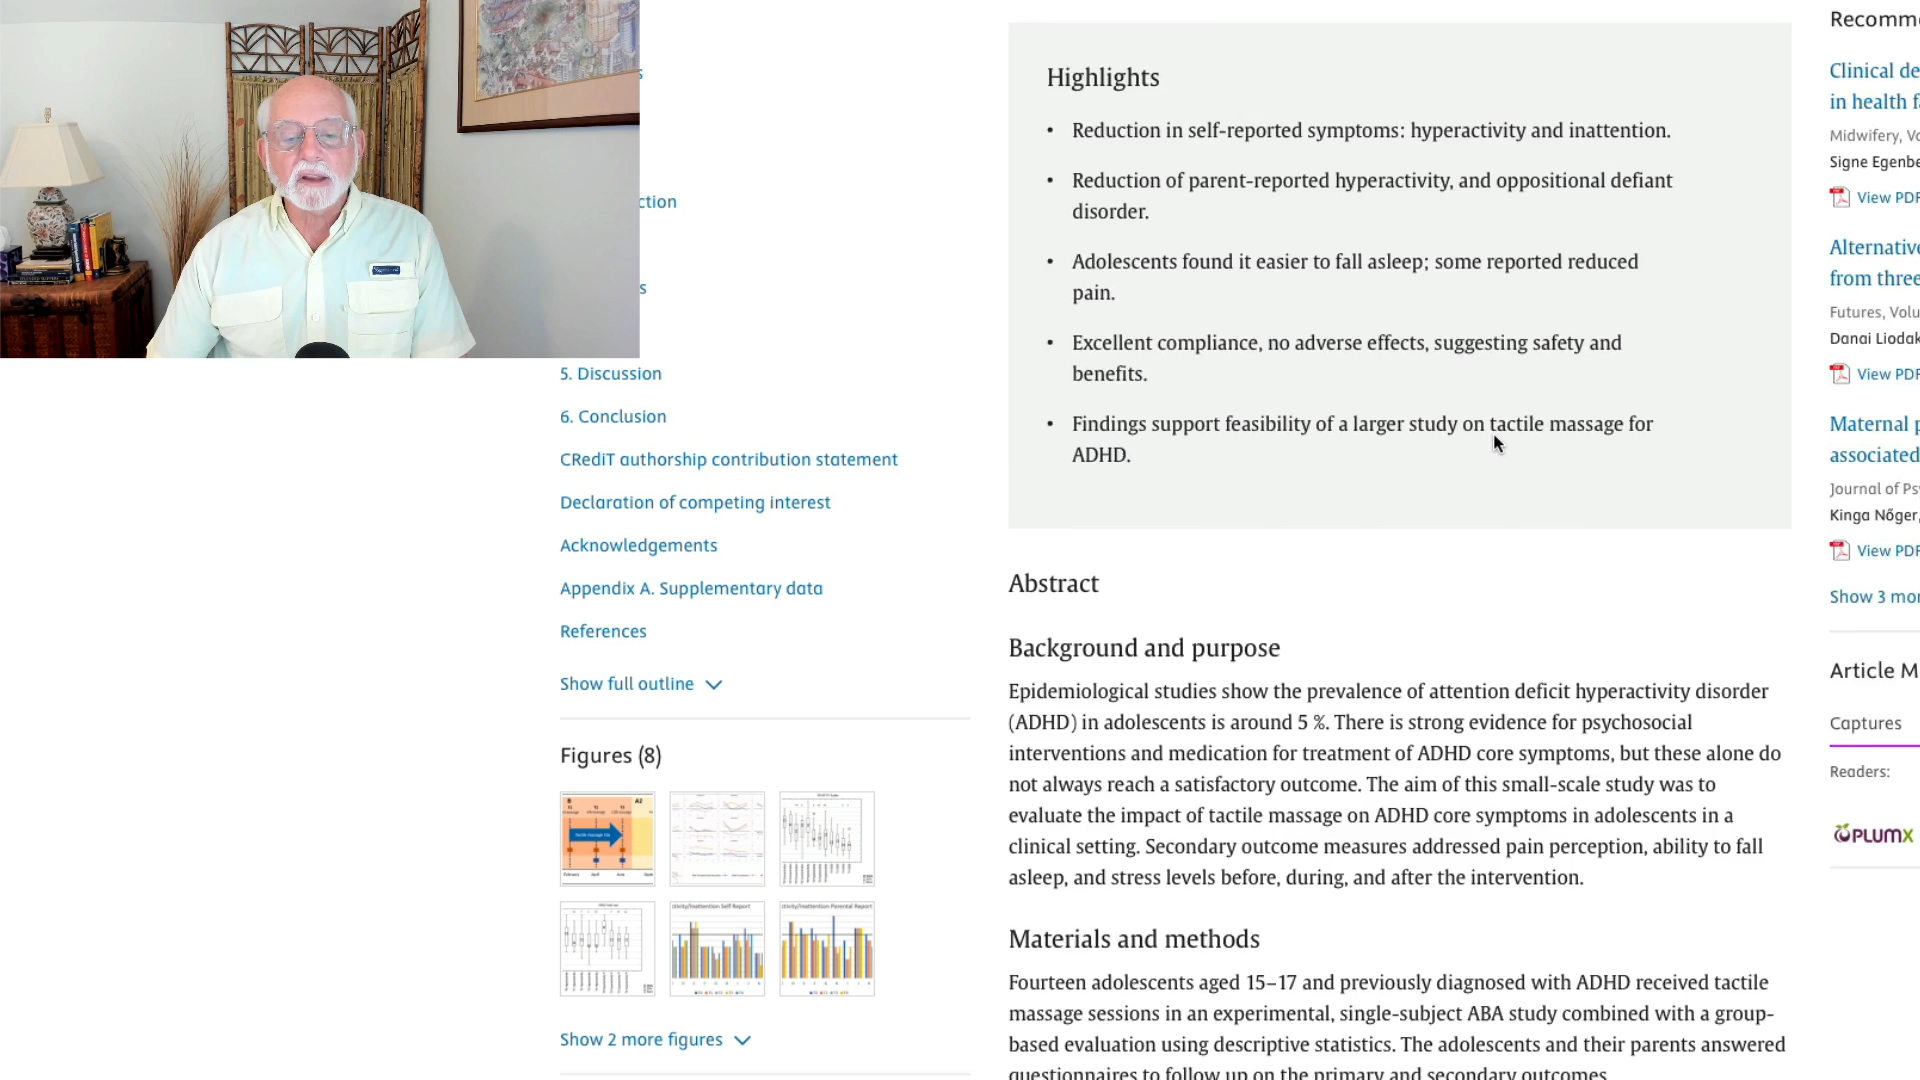 s
ction
s
5. Discussion
6. Conclusion
CRediT authorship contribution statement
Declaration of competing interest
Acknowledgements
Appendix A. Supplementary data
References
Show full outline
Figures (8)
Show 2 more figures
Highlights
• Reduction in self-reported symptoms: hyperactivity and inattention.
• Reduction of parent-reported hyperactivity, and oppositional defiant
disorder.
• Adolescents found it easier to fall asleep; some reported reduced
pain.
• Excellent compliance, no adverse effects, suggesting safety and
benefits.
• Findings support feasibility of a larger study on tactile massage for
ADHD.
Abstract
Background and purpose
Epidemiological studies show the prevalence of attention deficit hyperactivity disorder
(ADHD) in adolescents is around 5 %. There is strong evidence for psychosocial
interventions and medication for treatment of ADHD core symptoms, but these alone do
not always reach a satisfactory outcome. The aim of this small-scale study was to
evaluate the impact of tactile massage on ADHD core symptoms in adolescents in a
clinical setting. Secondary outcome measures addressed pain perception, ability to fall
asleep, and stress levels before, during, and after the intervention.
Materials and methods
Fourteen adolescents aged 15–17 and previously diagnosed with ADHD received tactile
massage sessions in an experimental, single-subject ABA study combined with a group-
based evaluation using descriptive statistics. The adolescents and their parents answered
questionnaires to follow up on the primary and secondary outcomes.
Recomm
Clinical de
in health fa
Midwifery, Vo
Signe Egenbe
View PDF
Alternative
from three
Futures, Volu
Danai Liodak
View PDF
Maternal p
associated
Journal of Ps
Kinga Nőger,
View PDF
Show 3 mor
Article M
Captures
Readers:
PLUMX